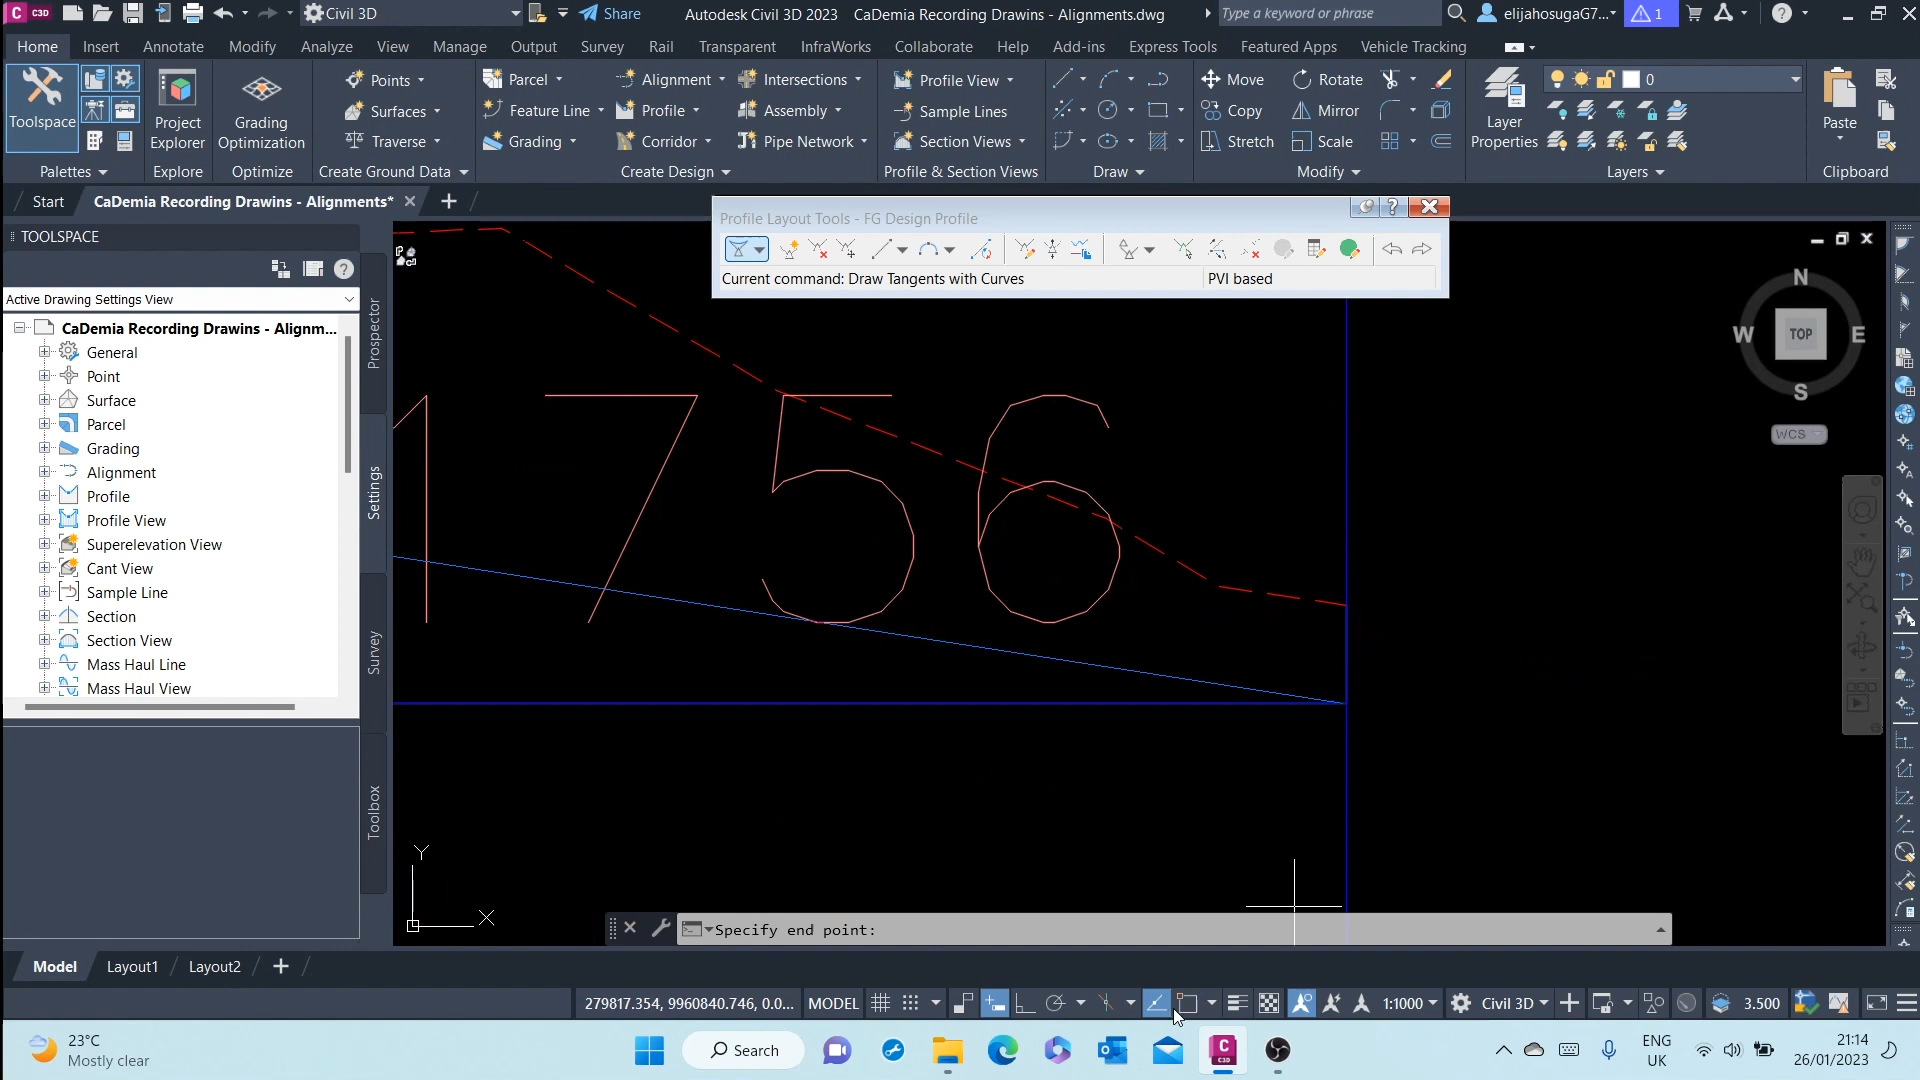 C3D
Civil 3D
Share
Autodesk Civil 3D 2023 CaDemia Recording Drawins - Alignments.dwg
Type a keyword or phrase
elijahosugaG7...
1
Home Insert Annotate Modify Analyze View Manage Output Survey Rail Transparent InfraWorks Collaborate Help Add-ins Express Tools Featured Apps Vehicle Tracking
Points Parcel Alignment Intersections Profile View Move Rotate 0
Toolspace Project Explorer Grading Optimization Surfaces Feature Line Profile Assembly Sample Lines Copy Mirror Layer Properties Paste
Traverse Grading Corridor Pipe Network Section Views Stretch Scale
Palettes Explore Optimize Create Ground Data Create Design Profile & Section Views Draw Modify Layers Clipboard
Start CaDemia Recording Drawins - Alignments*
Profile Layout Tools - FG Design Profile
Current command: Draw Tangents with Curves PVI based
TOOLSPACE
Active Drawing Settings View
CaDemia Recording Drawins - Alignm...
General
Point
Surface
Parcel
Grading
Alignment
Profile
Profile View
Superelevation View
Cant View
Sample Line
Section
Section View
Mass Haul Line
Mass Haul View
Prospector
Settings
Survey
Toolbox
1756
N
W TOP E
S
WCS
Y
X
Specify end point:
Model Layout1 Layout2
279817.354, 9960840.746, 0.0... MODEL 1:1000 Civil 3D 3.500
23°C
Mostly clear
Search
C3D
ENG
UK
21:14
26/01/2023